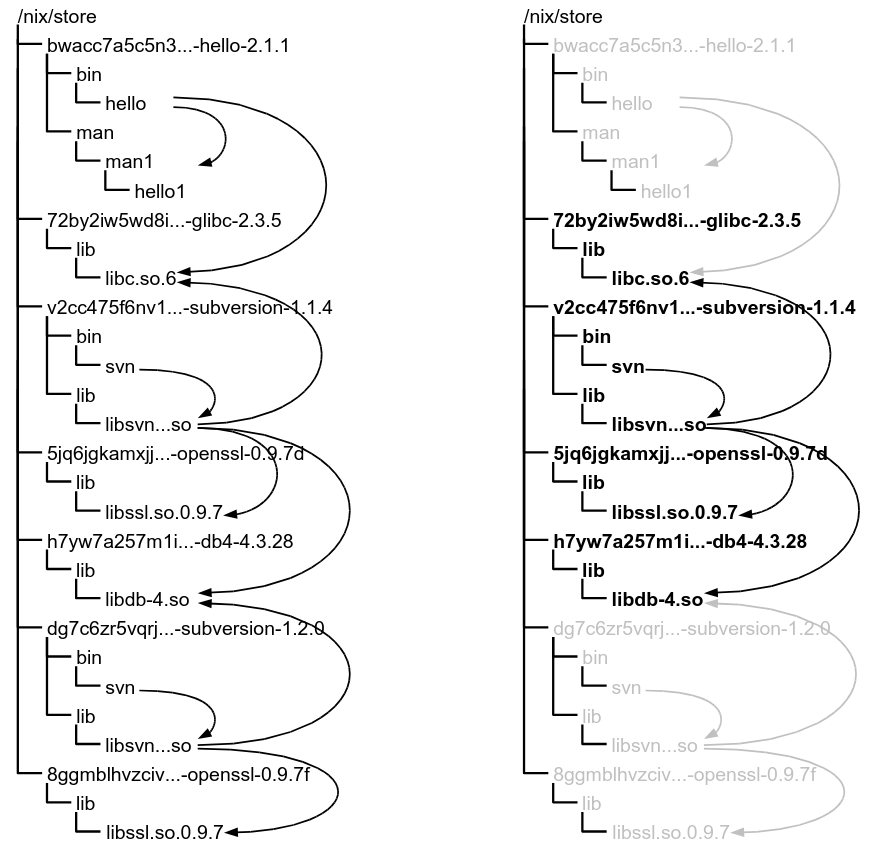 /nix/store
bwacc7a5c5n3...-hello-2.1.1
bin
hello
man
man1
hello1
72by2iw5wd8i...-glibc-2.3.5
lib
libc.so.6
v2cc475f6nv1...-subversion-1.1.4
bin
svn
lib
libsvn...so
5jq6jgkamxjj...-openssl-0.9.7d
lib
libssl.so.0.9.7
h7yw7a257m1i...-db4-4.3.28
lib
libdb-4.so
dg7c6zr5vqrj...-subversion-1.2.0
bin
svn
lib
libsvn...so
8ggmblhvzciv...-openssl-0.9.7f
lib
libssl.so.0.9.7
/nix/store
bwacc7a5c5n3...-hello-2.1.1
bin
hello
man
man1
hello1
72by2iw5wd8i...-glibc-2.3.5
lib
libc.so.6
v2cc475f6nv1...-subversion-1.1.4
bin
svn
lib
libsvn...so
5jq6jgkamxjj...-openssl-0.9.7d
lib
libssl.so.0.9.7
h7yw7a257m1i...-db4-4.3.28
lib
libdb-4.so
dg7c6zr5vqrj...-subversion-1.2.0
bin
svn
lib
libsvn...so
8ggmblhvzciv...-openssl-0.9.7f
lib
libssl.so.0.9.7